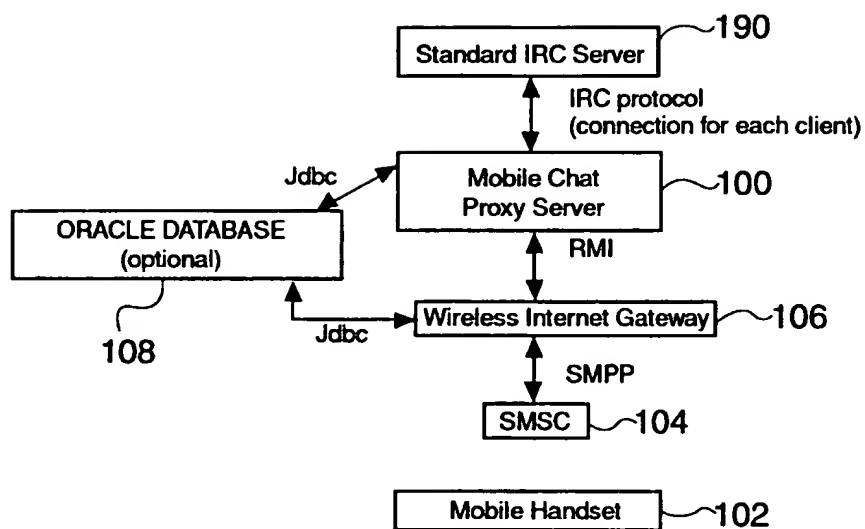 190
Standard IRC Server
IRC protocol
(connection for each client)
Jdbc
Mobile Chat
Proxy Server
100
ORACLE DATABASE
(optional)
RMI
108
Jdbc
Wireless Internet Gateway
106
SMPP
SMSC
104
Mobile Handset
102